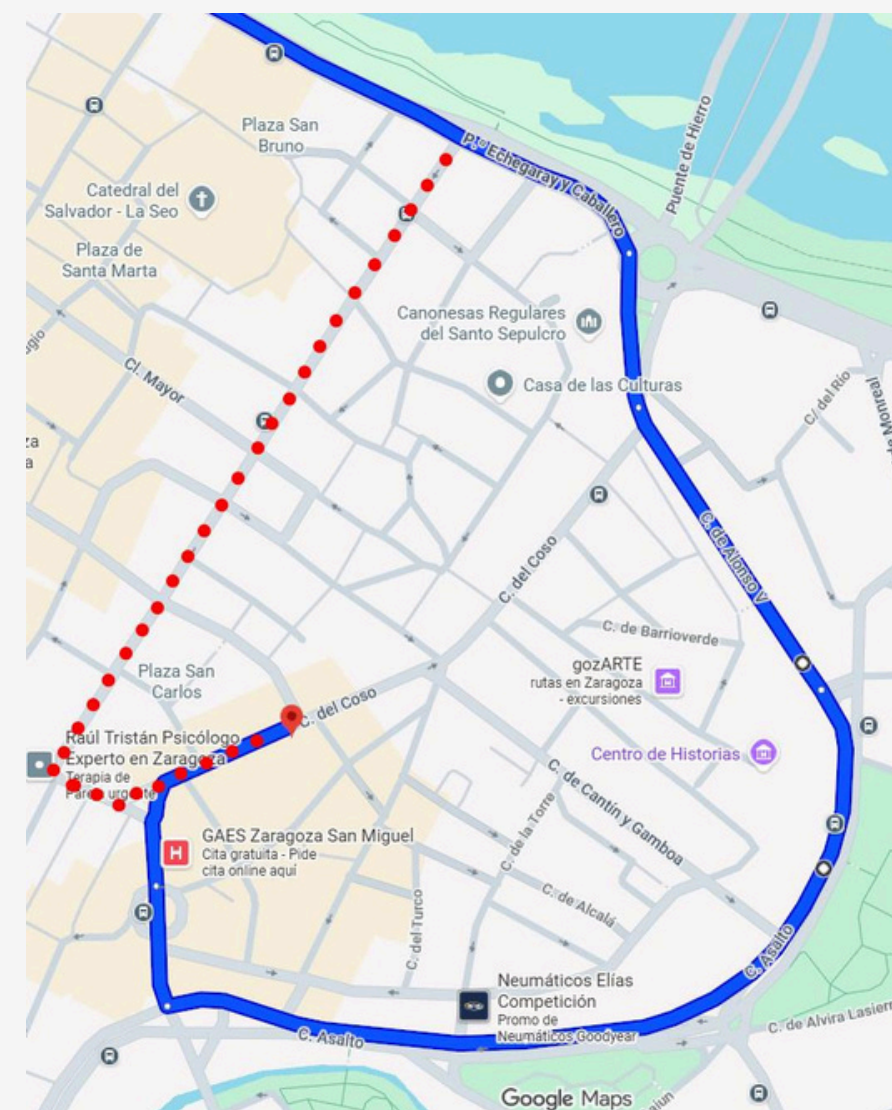 Plaza San
Bruno
P.º Echegaray y Caballero
Puente de Hierro
Catedral del
Salvador - La Seo
Plaza de
Santa Marta
Canonesas Regulares
del Santo Sepulcro
Casa de las Culturas
Cl. Mayor
C/ del Río
C. de Alonso V
C. del Coso
C. de Barrioverde
gozARTE
rutas en Zaragoza
- excursiones
Plaza San
Carlos
C. del Coso
Raúl Tristán Psicólogo
Experto en Zaragoza
Terapia de
Pareja urgente
Centro de Historias
C. de Cantín y Gamboa
GAES Zaragoza San Miguel
Cita gratuita - Pide
cita online aquí
C. de la Torre
C. de Alcalá
C. del Turco
C. Asalto
Neumáticos Elías
Competición
Promo de
Neumáticos Goodyear
C. Asalto
C. de Alvira Lasier
Google Maps